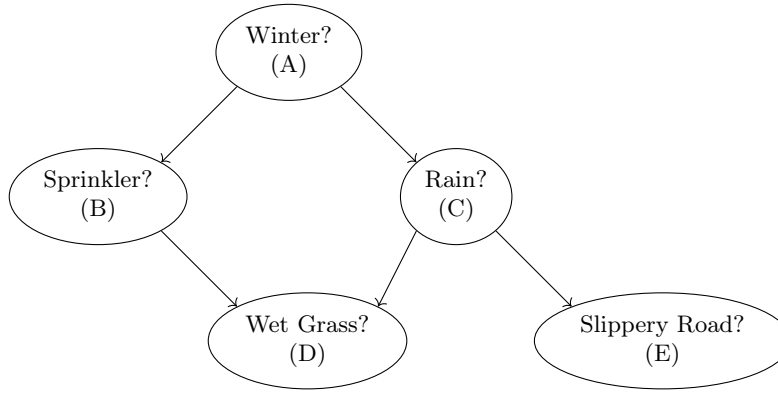 Winter?
(A)
Sprinkler?
(B)
Rain?
(C)
Wet Grass?
(D)
Slippery Road?
(E)